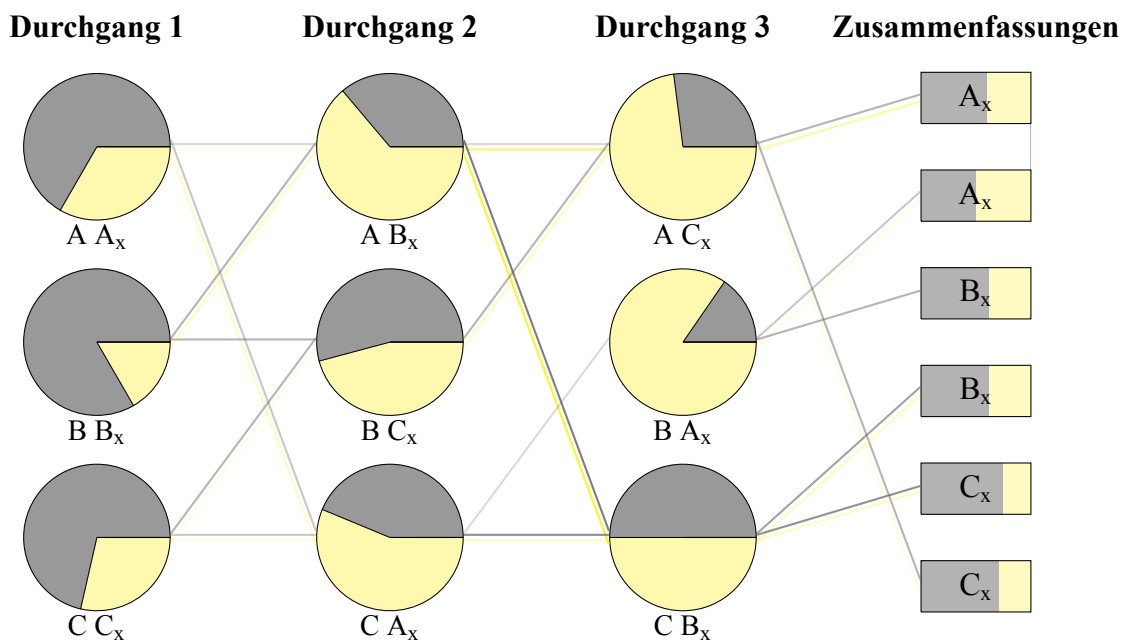 Durchgang 1 Durchgang 2 Durchgang 3 Zusammenfassungen
A Aₓ A Bₓ A Cₓ
B Bₓ B Cₓ B Aₓ
C Cₓ C Aₓ C Bₓ
Aₓ
Aₓ
Bₓ
Bₓ
Cₓ
Cₓ